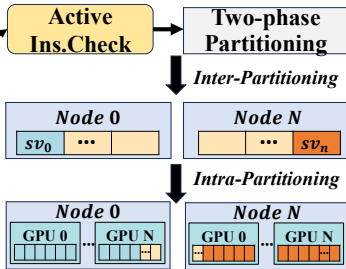 Active
Ins.Check
Two-phase
Partitioning
Inter-Partitioning
Node 0
Node N
sv₀ ...
... svₙ
Intra-Partitioning
Node 0
Node N
GPU 0 ... GPU N
GPU 0 ... GPU N
...
... ...